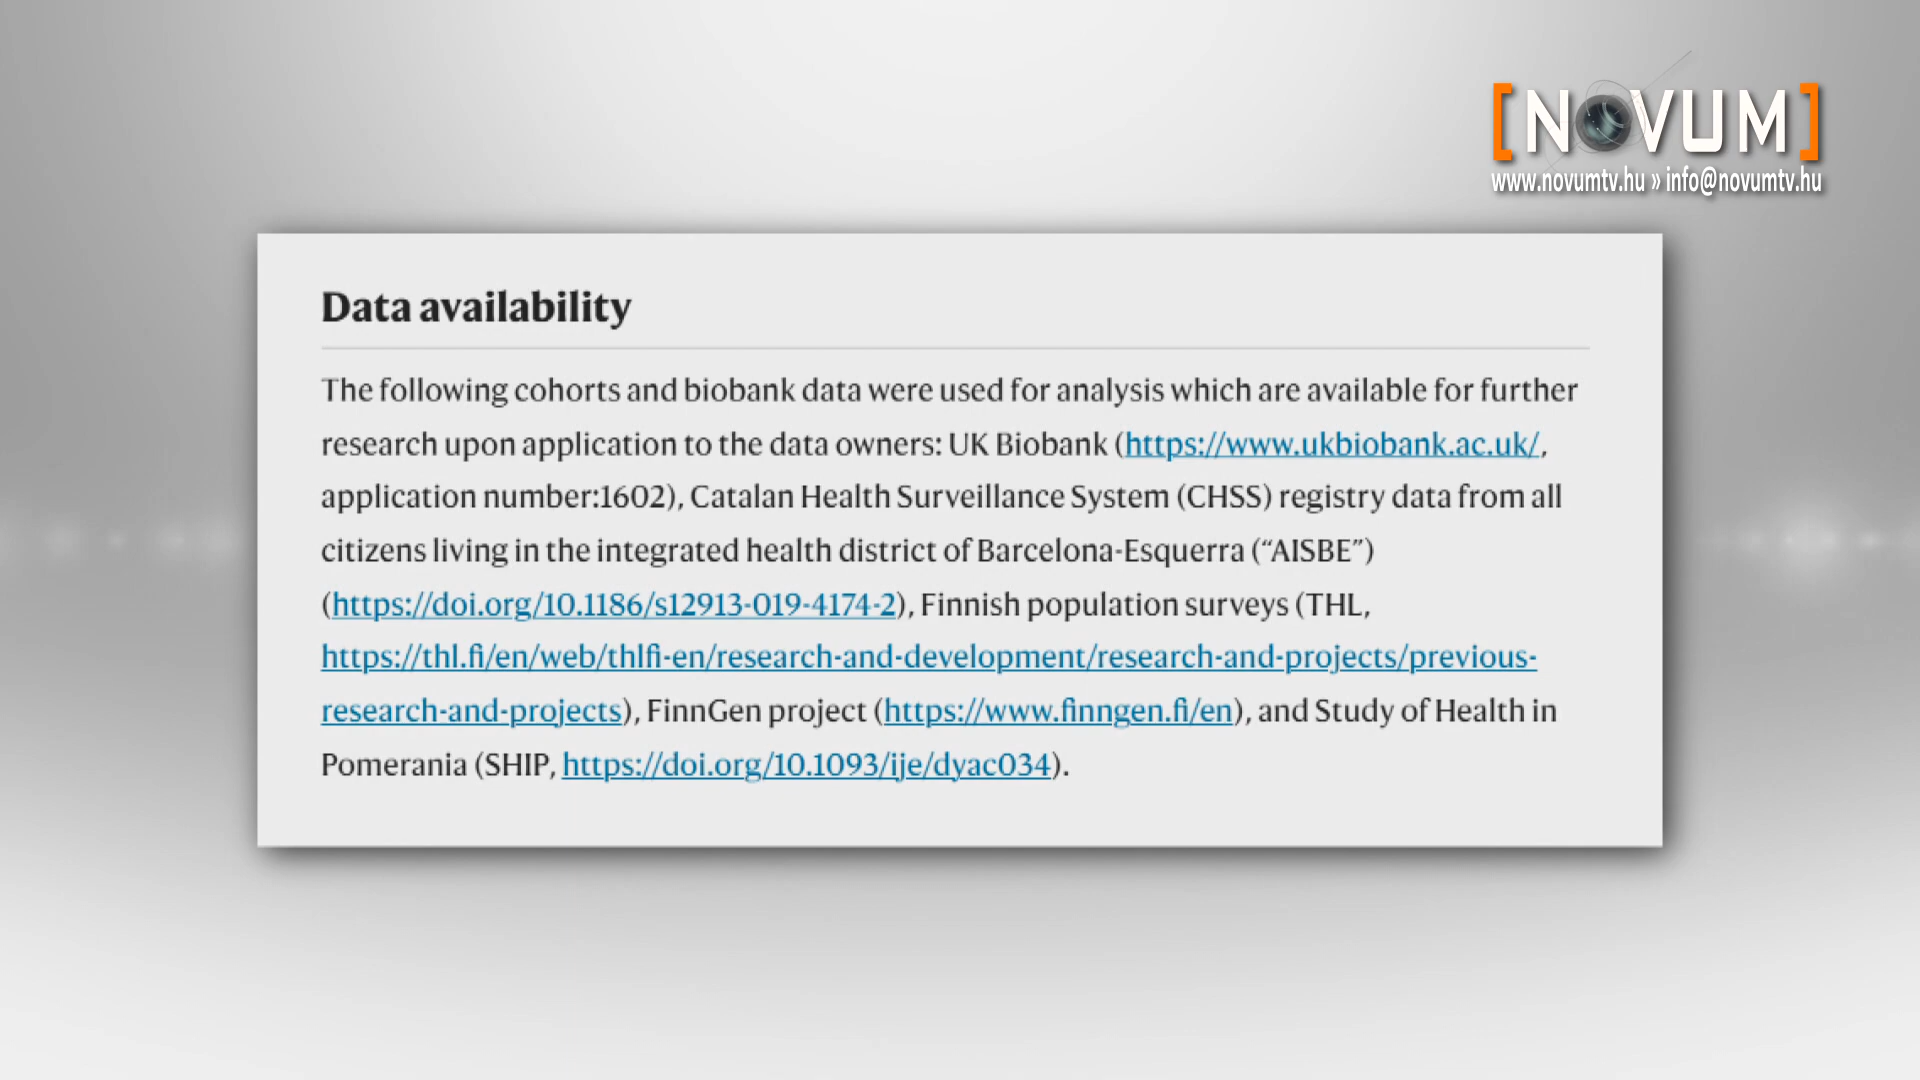 [NOVUM]
www.novumtv.hu » info@novumtv.hu
Data availability
The following cohorts and biobank data were used for analysis which are available for further
research upon application to the data owners: UK Biobank (https://www.ukbiobank.ac.uk/,
application number:1602), Catalan Health Surveillance System (CHSS) registry data from all
citizens living in the integrated health district of Barcelona-Esquerra (“AISBE”)
(https://doi.org/10.1186/s12913-019-4174-2), Finnish population surveys (THL,
https://thl.fi/en/web/thlfi-en/research-and-development/research-and-projects/previous-
research-and-projects), FinnGen project (https://www.finngen.fi/en), and Study of Health in
Pomerania (SHIP, https://doi.org/10.1093/ije/dyac034).